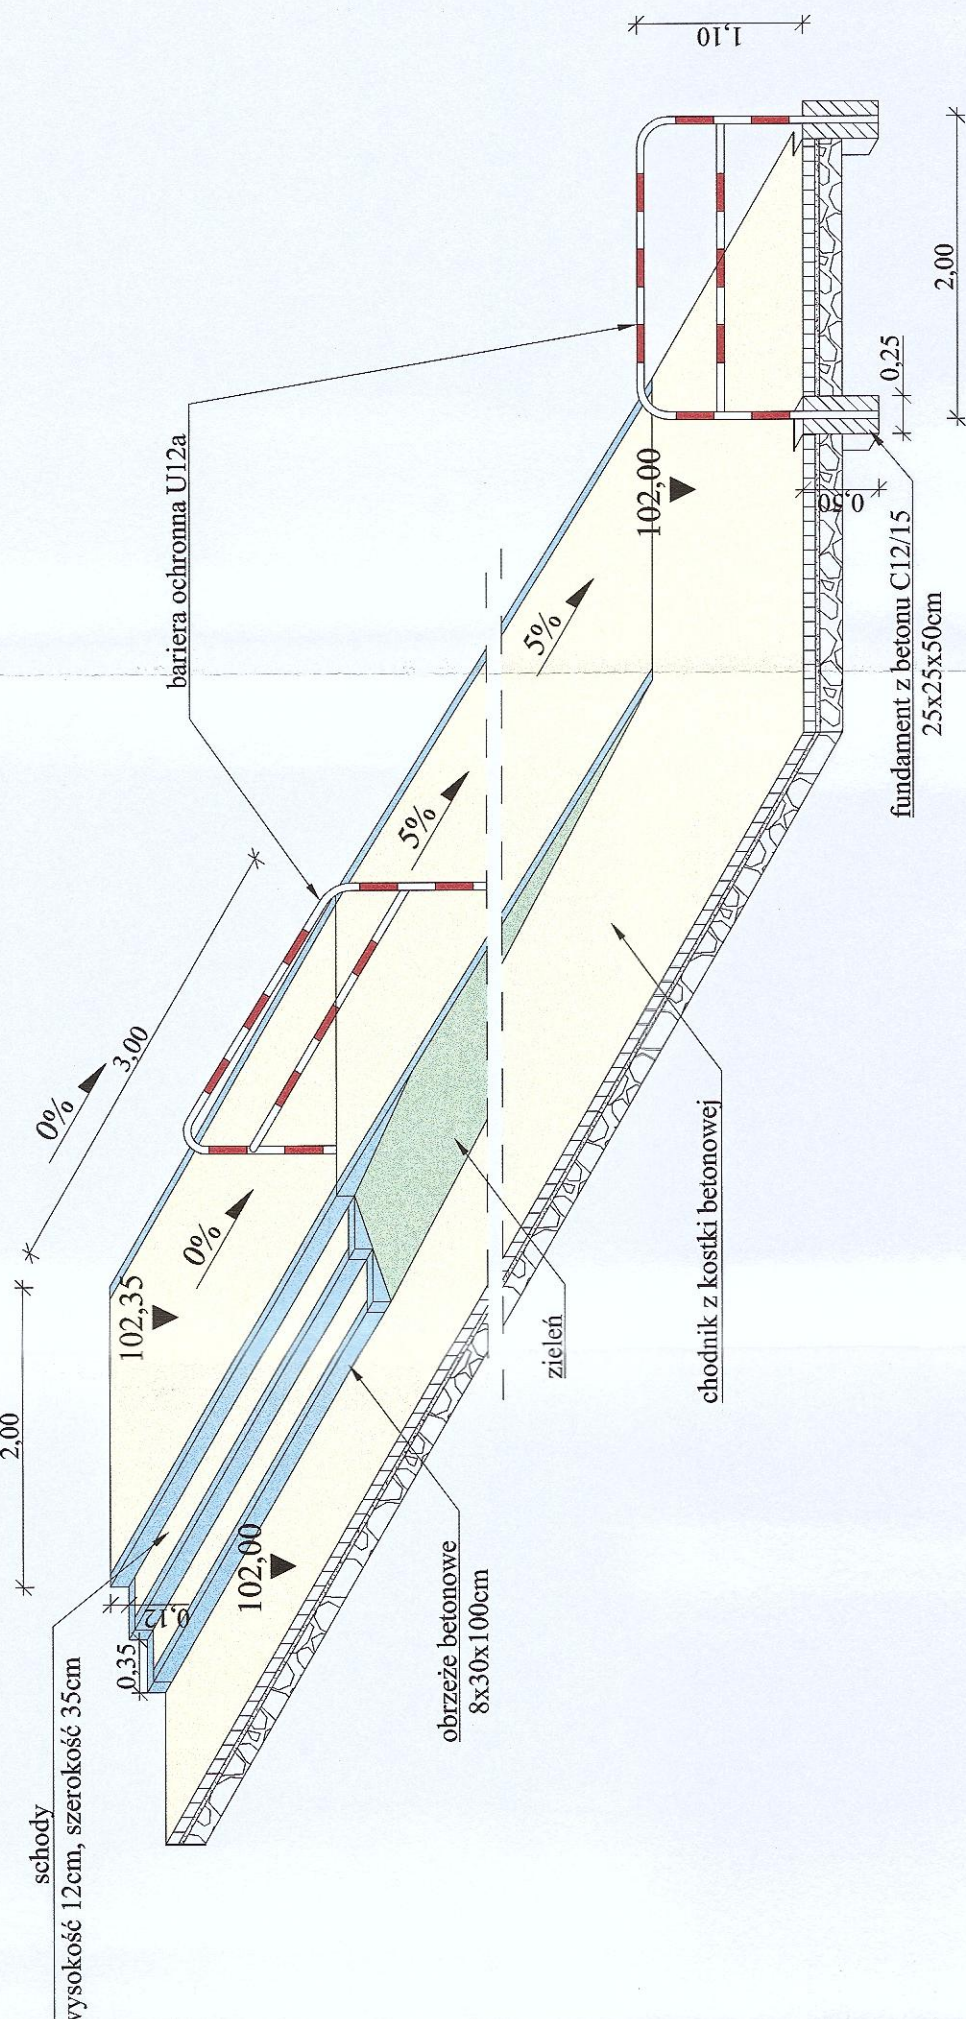 schody
wysokość 12cm, szerokość 35cm
2,00
0,35
0,12
102,35
102,00
0%
3,00
0%
bariera ochronna U12a
5%
5%
102,00
obrzeże betonowe
8x30x100cm
zieleń
chodnik z kostki betonowej
fundament z betonu C12/15
25x25x50cm
0,50
0,25
2,00
1,10